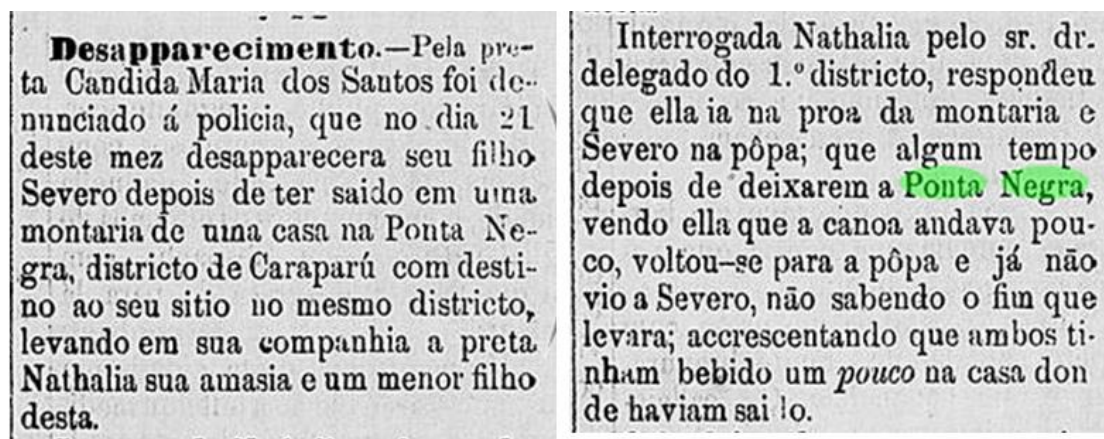 Desapparecimento.—Pela pre-
ta Candida Maria dos Santos foi de-
nunciado á policia, que no dia 21
deste mez desapparecera seu filho
Severo depois de ter saido em uma
montaria de uma casa na Ponta Ne-
gra, districto de Caraparú com desti-
no ao seu sitio no mesmo districto,
levando em sua companhia a preta
Nathalia sua amasia e um menor filho
desta.
Interrogada Nathalia pelo sr. dr.
delegado do 1.º districto, respondeu
que ella ia na proa da montaria e
Severo na pôpa; que algum tempo
depois de deixarem a Ponta Negra,
vendo ella que a canoa andava pou-
co, voltou-se para a pôpa e já não
vio a Severo, não sabendo o fim que
levara; accrescentando que ambos ti-
nham bebido um pouco na casa don
de haviam saido.